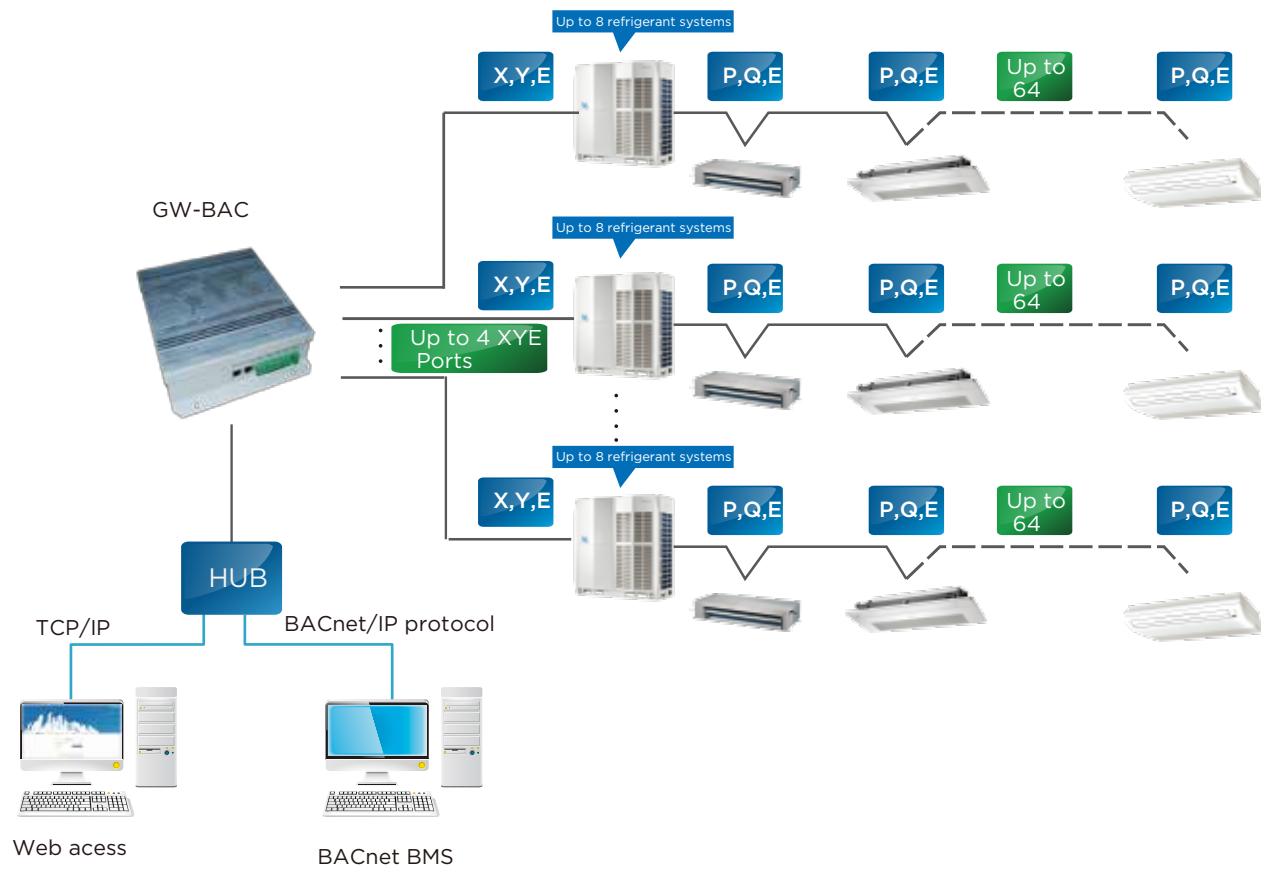 Up to 8 refrigerant systems
X,Y,E
P,Q,E
P,Q,E
Up to
64
P,Q,E
GW-BAC
Up to 8 refrigerant systems
X,Y,E
P,Q,E
P,Q,E
Up to
64
P,Q,E
Up to 4 XYE
Ports
Up to 8 refrigerant systems
X,Y,E
P,Q,E
P,Q,E
Up to
64
P,Q,E
HUB
TCP/IP
BACnet/IP protocol
Web acess
BACnet BMS